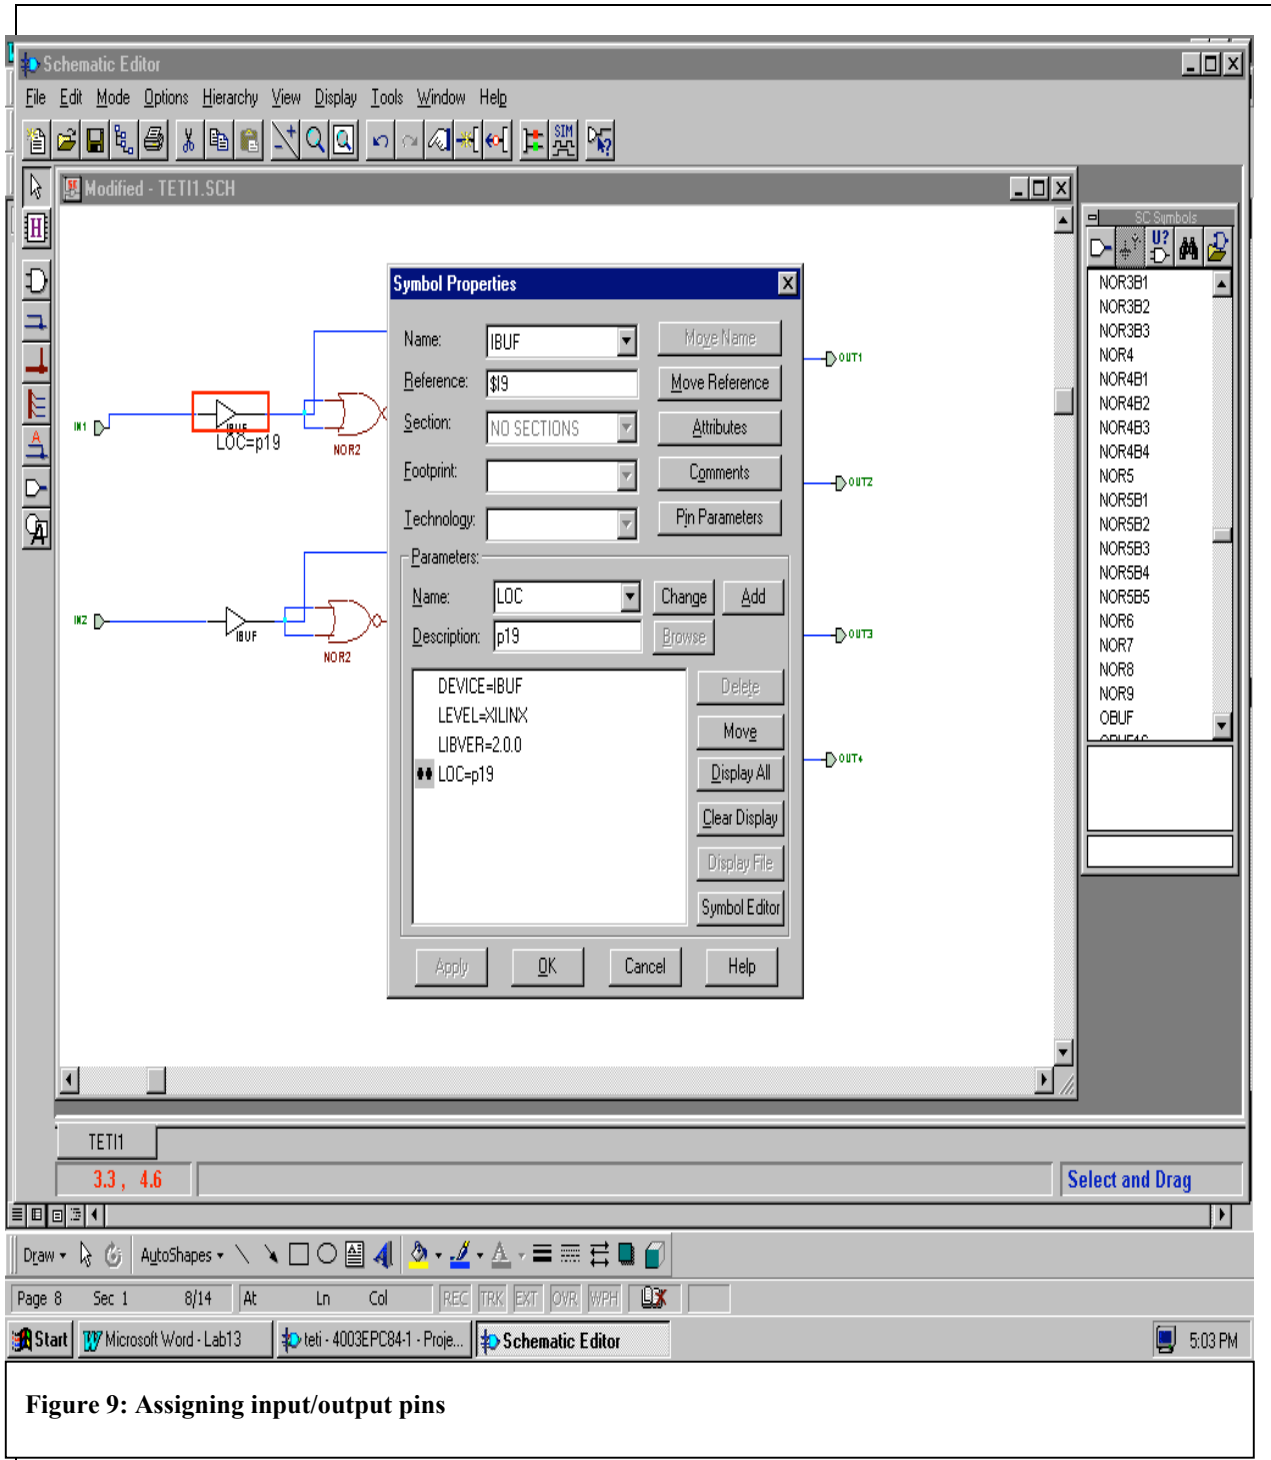 Schematic Editor
File Edit Mode Options Hierarchy View Display Tools Window Help
SIM
Modified - TETI1.SCH
SC Symbols
H
U?
NOR3B1
NOR3B2
NOR3B3
NOR4
NOR4B1
NOR4B2
NOR4B3
NOR4B4
NOR5
NOR5B1
NOR5B2
NOR5B3
NOR5B4
NOR5B5
NOR6
NOR7
NOR8
NOR9
OBUF
IN1
IBUF
LOC=p19
NOR2
IN2
IBUF
NOR2
Symbol Properties
Name: IBUF Move Name
Reference: $I9 Move Reference
Section: NO SECTIONS Attributes
Footprint: Comments
Technology: Pin Parameters
Parameters:
Name: LOC Change Add
Description: p19 Browse
DEVICE=IBUF
LEVEL=XILINX
LIBVER=2.0.0
LOC=p19
Delete
Move
Display All
Clear Display
Display File
Symbol Editor
Apply OK Cancel Help
OUT1
OUT2
OUT3
OUT4
TETI1
3.3 , 4.6
Select and Drag
Draw AutoShapes
Page 8 Sec 1 8/14 At Ln Col REC TRK EXT OVR WPH
Start Microsoft Word - Lab13 teti - 4003EPC84-1 - Proje... Schematic Editor 5:03 PM
Figure 9: Assigning input/output pins